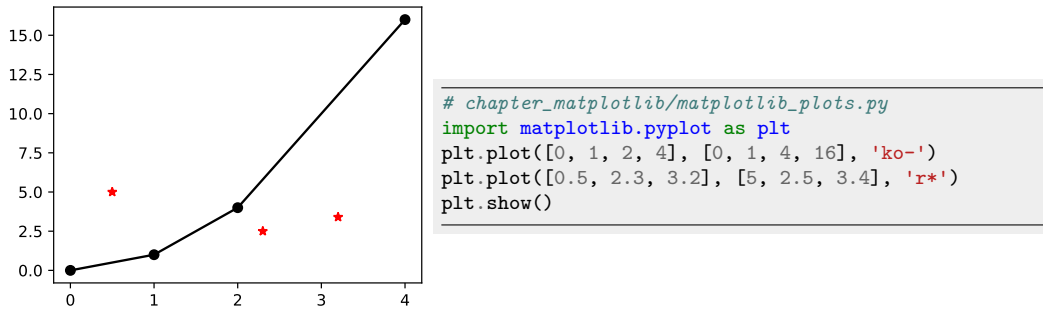 15.0
12.5
10.0
7.5
5.0
2.5
0.0
0 1 2 3 4
# chapter_matplotlib/matplotlib_plots.py
import matplotlib.pyplot as plt
plt.plot([0, 1, 2, 4], [0, 1, 4, 16], 'ko-')
plt.plot([0.5, 2.3, 3.2], [5, 2.5, 3.4], 'r*')
plt.show()